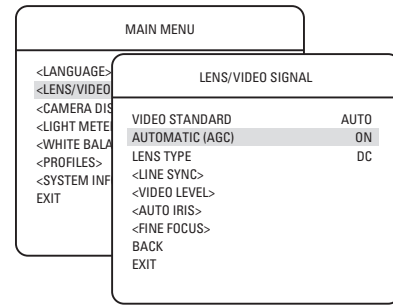 MAIN MENU
<LANGUAGE>
<LENS/VIDEO
<CAMERA DIS
<LIGHT METE
<WHITE BALA
<PROFILES>
<SYSTEM INF
EXIT
LENS/VIDEO SIGNAL
VIDEO STANDARD AUTO
AUTOMATIC (AGC) ON
LENS TYPE DC
<LINE SYNC>
<VIDEO LEVEL>
<AUTO IRIS>
<FINE FOCUS>
BACK
EXIT